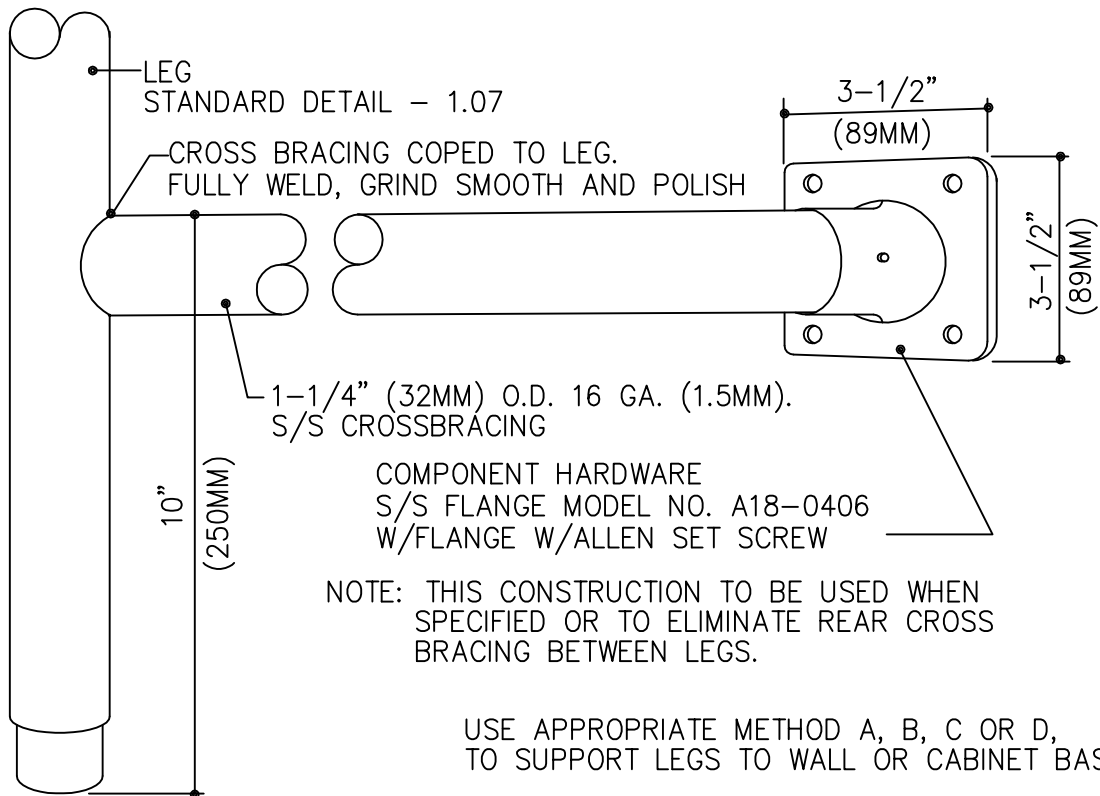 LEG
STANDARD DETAIL - 1.07
3-1/2"
(89MM)
CROSS BRACING COPED TO LEG.
FULLY WELD, GRIND SMOOTH AND POLISH
3-1/2"
(89MM)
1-1/4" (32MM) O.D. 16 GA. (1.5MM).
S/S CROSSBRACING
10"
(250MM)
COMPONENT HARDWARE
S/S FLANGE MODEL NO. A18-0406
W/FLANGE W/ALLEN SET SCREW
NOTE: THIS CONSTRUCTION TO BE USED WHEN
SPECIFIED OR TO ELIMINATE REAR CROSS
BRACING BETWEEN LEGS.
USE APPROPRIATE METHOD A, B, C OR D,
TO SUPPORT LEGS TO WALL OR CABINET